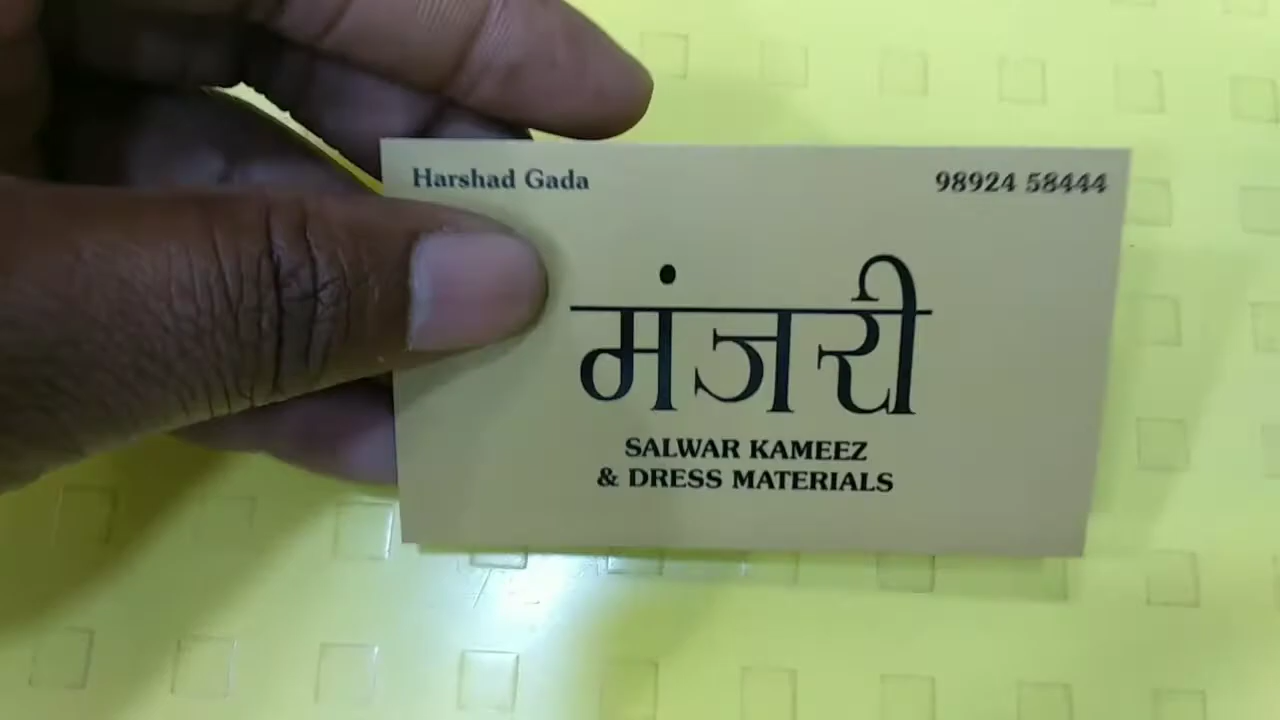 Harshad Gada
98924 58444
मंजरी
SALWAR KAMEEZ
& DRESS MATERIALS